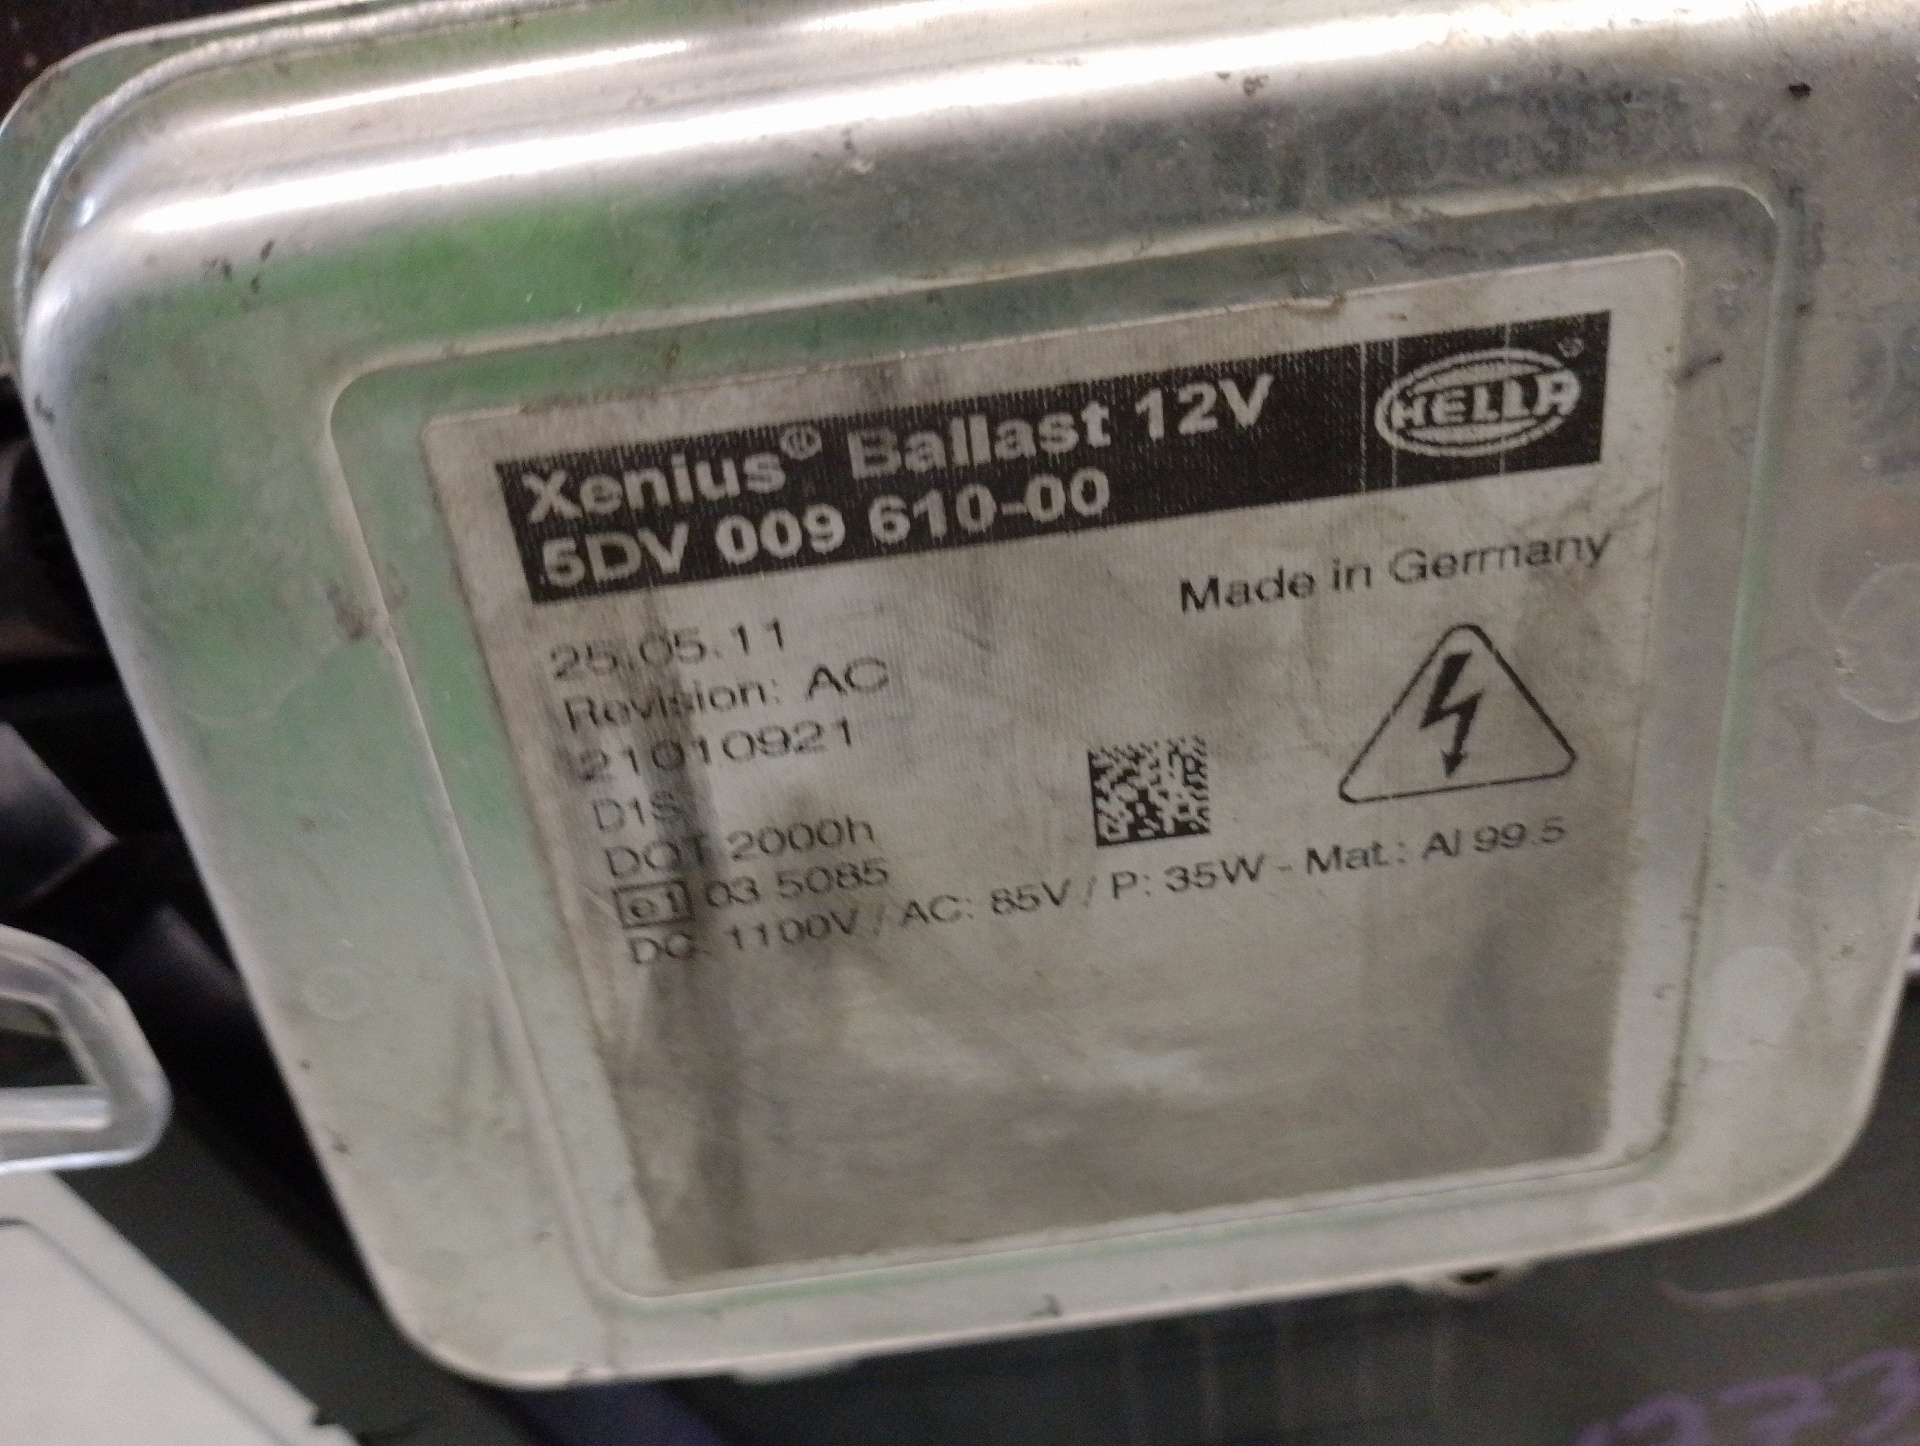 Xenius® Ballast 12V
HELLA®
5DV 009 610-00
Made in Germany
25.05.11
Revision: AC
21010921
D1S
DOT 2000h
e1 03 5085
DC: 1100V / AC: 85V / P: 35W - Mat.: Al 99.5